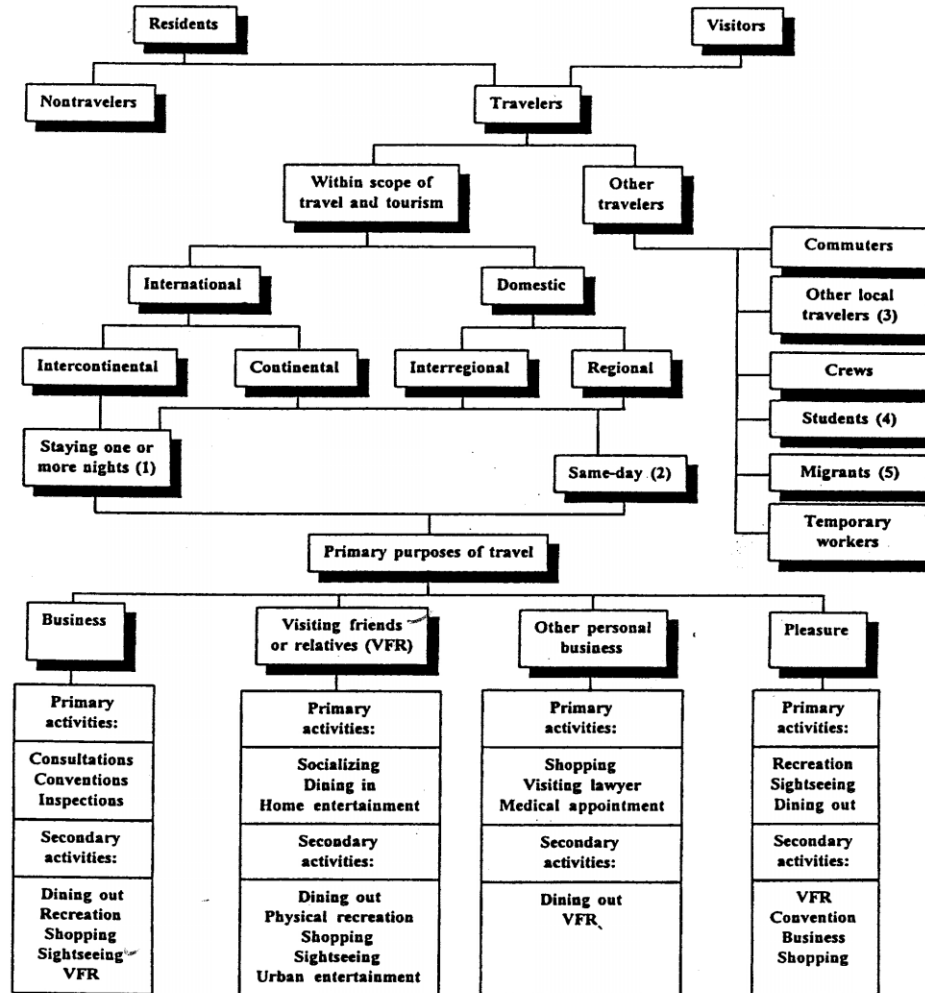 Residents
Visitors
Nontravelers
Travelers
Within scope of
travel and tourism
Other
travelers
Commuters
Other local
travelers (3)
Crews
Students (4)
Migrants (5)
Temporary
workers
International
Domestic
Intercontinental
Continental
Interregional
Regional
Staying one or
more nights (1)
Same-day (2)
Primary purposes of travel
Business
Primary
activities:
Consultations
Conventions
Inspections
Secondary
activities:
Dining out
Recreation
Shopping
Sightseeing
VFR
Visiting friends
or relatives (VFR)
Primary
activities:
Socializing
Dining in
Home entertainment
Secondary
activities:
Dining out
Physical recreation
Shopping
Sightseeing
Urban entertainment
Other personal
business
Primary
activities:
Shopping
Visiting lawyer
Medical appointment
Secondary
activities:
Dining out
VFR
Pleasure
Primary
activities:
Recreation
Sightseeing
Dining out
Secondary
activities:
VFR
Convention
Business
Shopping